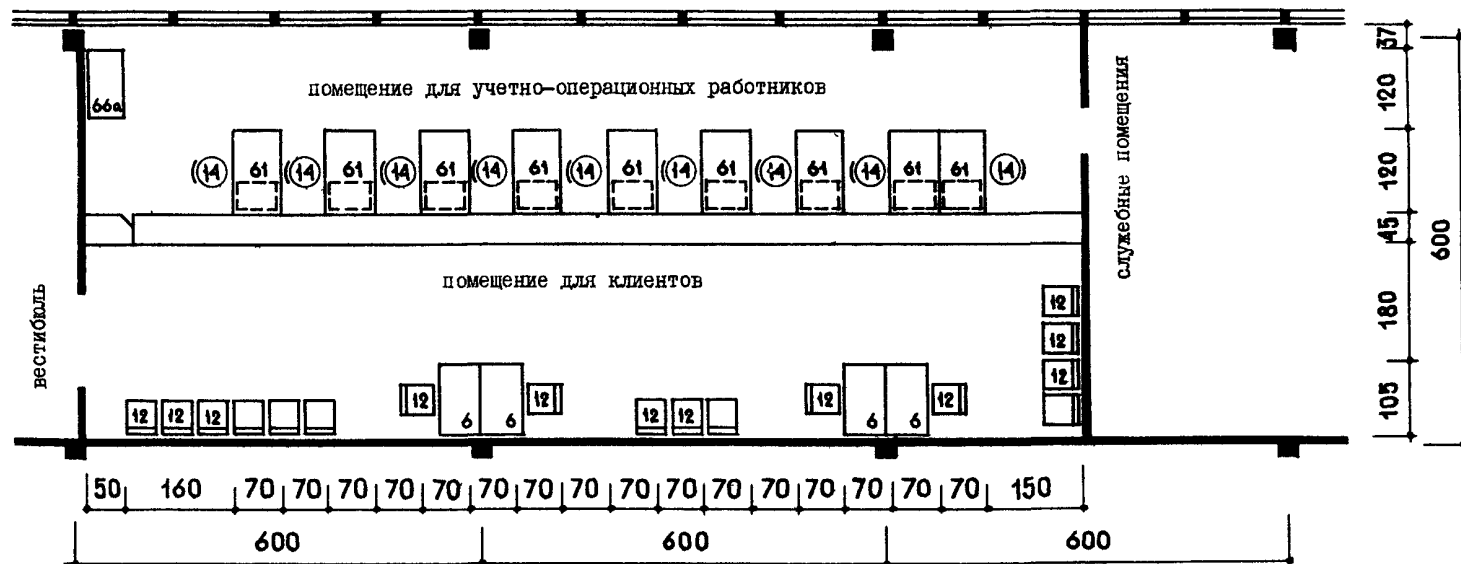 помещение для учетно-операционных работников
66а
14 61 14 61 14 61 14 61 14 61 14 61 14 61 14 61 61 14
помещение для клиентов
вестибюль
служебные помещения
12
12
12
12 12 12 12 6 6 12 12 12 12 6 6 12
37
120
120
45
180
105
600
50 160 70 70 70 70 70 70 70 70 70 70 70 70 70 70 70 70 150
600 600 600